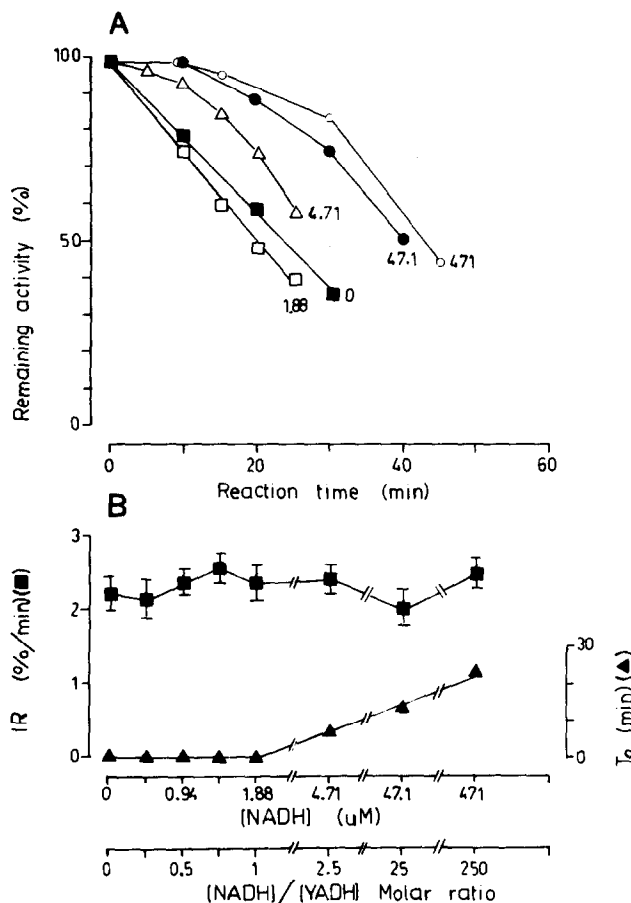 A
100
50
0
Remaining activity (%)
4.71
47.1
471
0
1.88
0 20 40 60
Reaction time (min)
B
3
2
1
0
IR (%/min) (■)
30
0
(min) (▲)
0 0.94 1.88 4.71 47.1 471
[NADH] (uM)
0 0.5 1 2.5 25 250
[NADH]/[YADH] Molar ratio